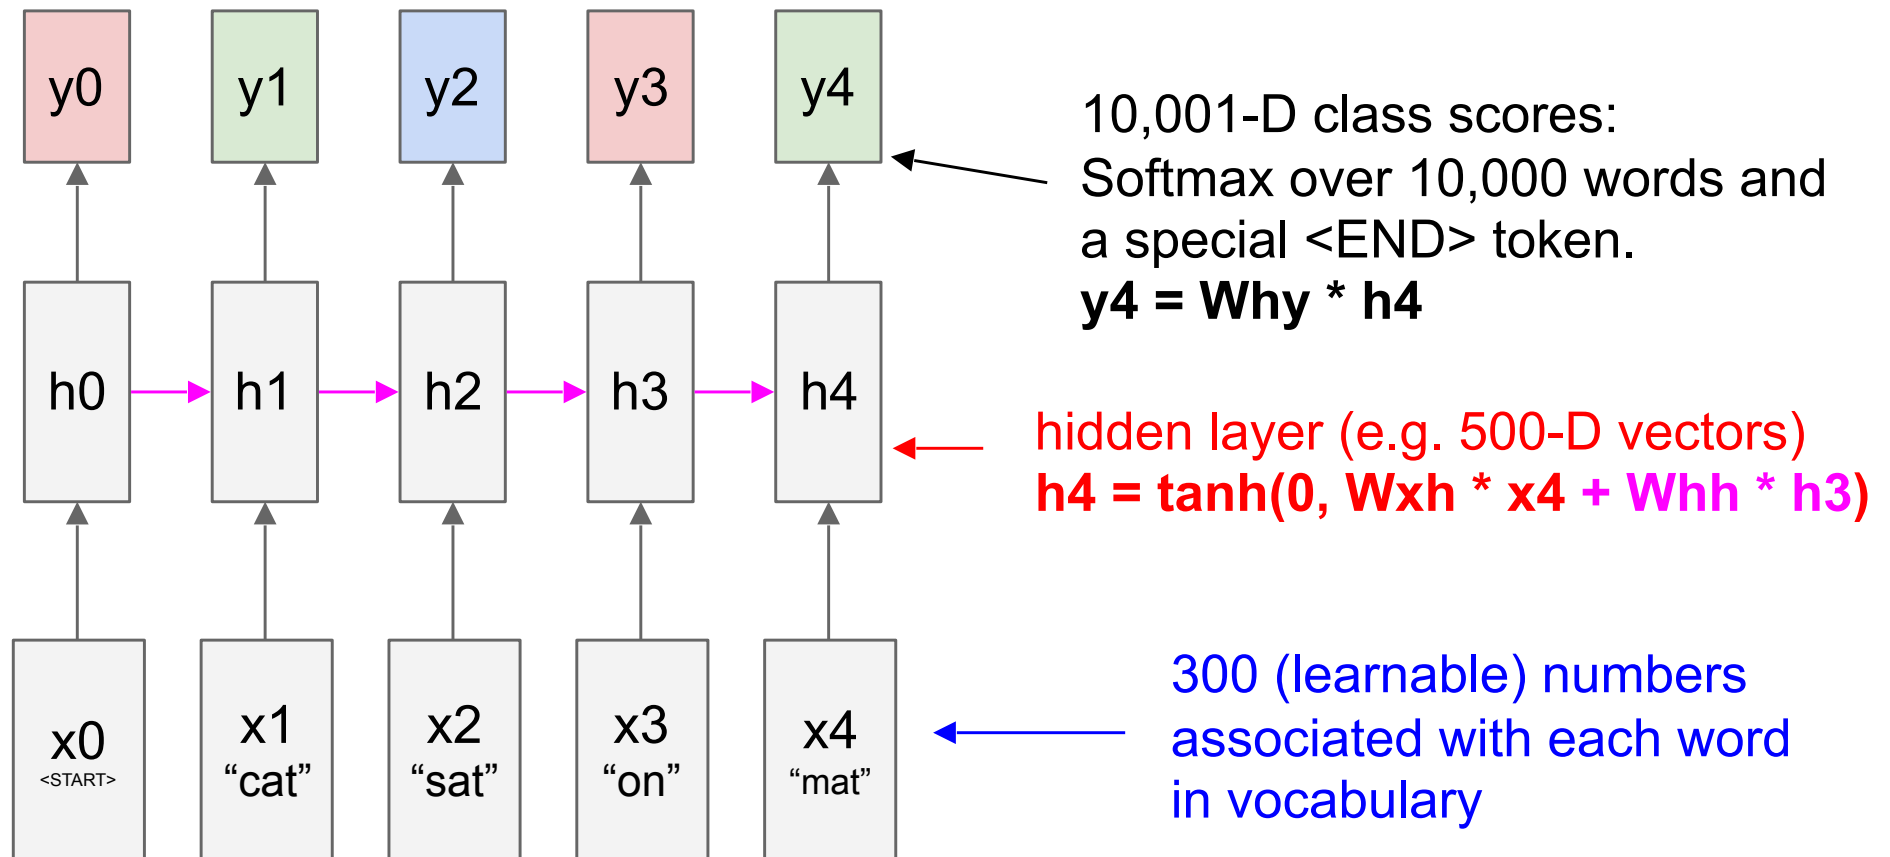 y0 y1 y2 y3 y4
10,001-D class scores:
Softmax over 10,000 words and
a special <END> token.
y4 = Why * h4
h0 h1 h2 h3 h4
hidden layer (e.g. 500-D vectors)
h4 = tanh(0, Wxh * x4 + Whh * h3)
x0 x1 x2 x3 x4
<START> “cat” “sat” “on” “mat”
300 (learnable) numbers
associated with each word
in vocabulary